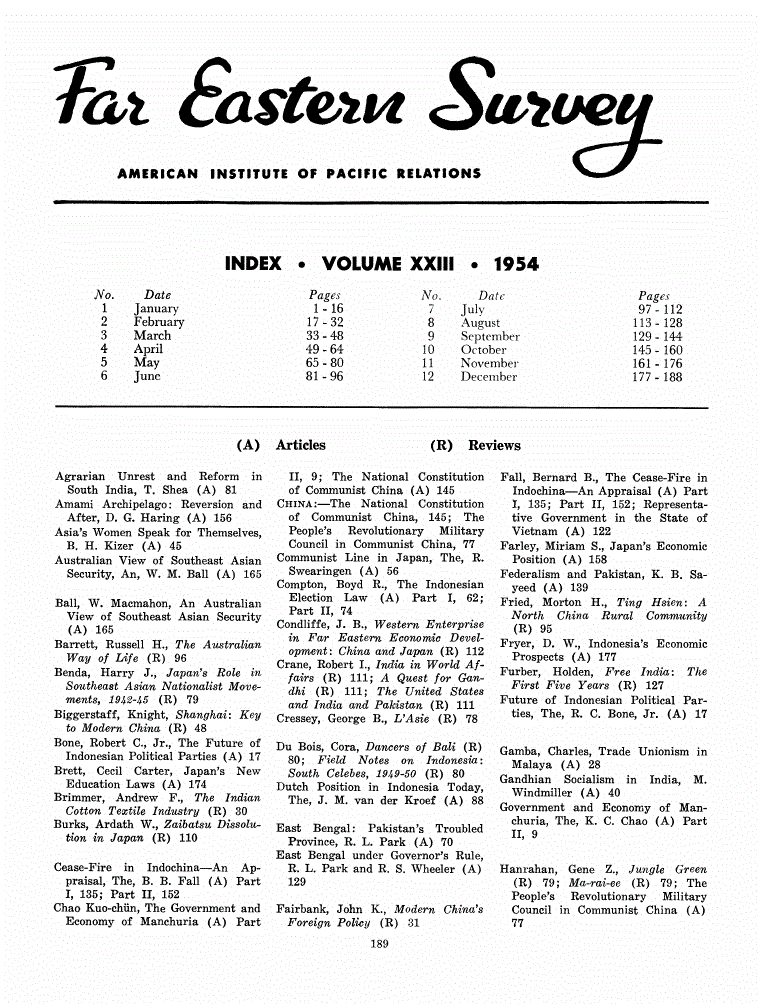 Far Eastern Survey
AMERICAN INSTITUTE OF PACIFIC RELATIONS
INDEX • VOLUME XXIII • 1954
No. Date Pages No. Date Pages
1 January 1 - 16 7 July 97 - 112
2 February 17 - 32 8 August 113 - 128
3 March 33 - 48 9 September 129 - 144
4 April 49 - 64 10 October 145 - 160
5 May 65 - 80 11 November 161 - 176
6 June 81 - 96 12 December 177 - 188
(A) Articles (R) Reviews
Agrarian Unrest and Reform in
South India, T. Shea (A) 81
Amami Archipelago: Reversion and
After, D. G. Haring (A) 156
Asia's Women Speak for Themselves,
B. H. Kizer (A) 45
Australian View of Southeast Asian
Security, An, W. M. Ball (A) 165
Ball, W. Macmahon, An Australian
View of Southeast Asian Security
(A) 165
Barrett, Russell H., The Australian
Way of Life (R) 96
Benda, Harry J., Japan's Role in
Southeast Asian Nationalist Move-
ments, 1942-45 (R) 79
Biggerstaff, Knight, Shanghai: Key
to Modern China (R) 48
Bone, Robert C., Jr., The Future of
Indonesian Political Parties (A) 17
Brett, Cecil Carter, Japan's New
Education Laws (A) 174
Brimmer, Andrew F., The Indian
Cotton Textile Industry (R) 30
Burks, Ardath W., Zaibatsu Dissolu-
tion in Japan (R) 110
Cease-Fire in Indochina—An Ap-
praisal, The, B. B. Fall (A) Part
I, 135; Part II, 152
Chao Kuo-chün, The Government and
Economy of Manchuria (A) Part
II, 9; The National Constitution
of Communist China (A) 145
CHINA:—The National Constitution
of Communist China, 145; The
People's Revolutionary Military
Council in Communist China, 77
Communist Line in Japan, The, R.
Swearingen (A) 56
Compton, Boyd R., The Indonesian
Election Law (A) Part I, 62;
Part II, 74
Condliffe, J. B., Western Enterprise
in Far Eastern Economic Devel-
opment: China and Japan (R) 112
Crane, Robert I., India in World Af-
fairs (R) 111; A Quest for Gan-
dhi (R) 111; The United States
and India and Pakistan (R) 111
Cressey, George B., L'Asie (R) 78
Du Bois, Cora, Dancers of Bali (R)
80; Field Notes on Indonesia:
South Celebes, 1949-50 (R) 80
Dutch Position in Indonesia Today,
The, J. M. van der Kroef (A) 88
East Bengal: Pakistan's Troubled
Province, R. L. Park (A) 70
East Bengal under Governor's Rule,
R. L. Park and R. S. Wheeler (A)
129
Fairbank, John K., Modern China's
Foreign Policy (R) 31
Fall, Bernard B., The Cease-Fire in
Indochina—An Appraisal (A) Part
I, 135; Part II, 152; Representa-
tive Government in the State of
Vietnam (A) 122
Farley, Miriam S., Japan's Economic
Position (A) 158
Federalism and Pakistan, K. B. Sa-
yeed (A) 139
Fried, Morton H., Ting Hsien: A
North China Rural Community
(R) 95
Fryer, D. W., Indonesia's Economic
Prospects (A) 177
Furber, Holden, Free India: The
First Five Years (R) 127
Future of Indonesian Political Par-
ties, The, R. C. Bone, Jr. (A) 17
Gamba, Charles, Trade Unionism in
Malaya (A) 28
Gandhian Socialism in India, M.
Windmiller (A) 40
Government and Economy of Man-
churia, The, K. C. Chao (A) Part
II, 9
Hanrahan, Gene Z., Jungle Green
(R) 79; Ma-rai-ee (R) 79; The
People's Revolutionary Military
Council in Communist China (A)
77
189